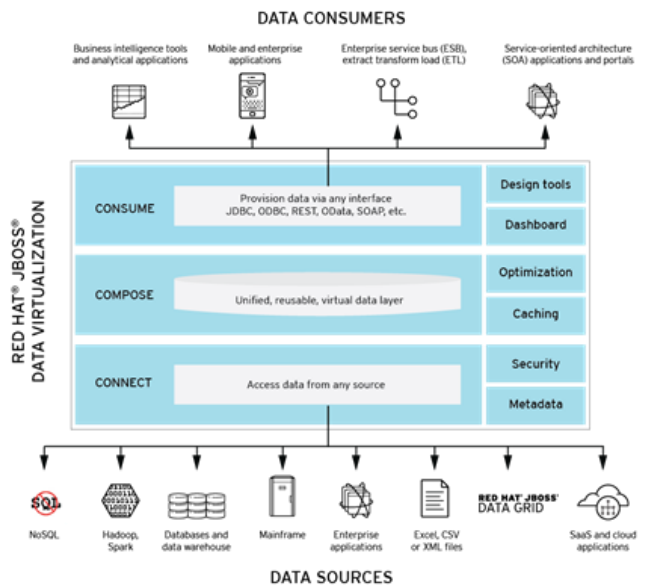 DATA CONSUMERS
Business intelligence tools
and analytical applications
Mobile and enterprise
applications
Enterprise service bus (ESB),
extract transform load (ETL)
Service-oriented architecture
(SOA) applications and portals
RED HAT® JBOSS®
DATA VIRTUALIZATION
CONSUME
Provision data via any interface
JDBC, ODBC, REST, OData, SOAP, etc.
Design tools
Dashboard
COMPOSE
Unified, reusable, virtual data layer
Optimization
Caching
CONNECT
Access data from any source
Security
Metadata
SQL
NoSQL
Hadoop,
Spark
Databases and
data warehouse
Mainframe
Enterprise
applications
Excel, CSV
or XML files
RED HAT® JBOSS®
DATA GRID
SaaS and cloud
applications
DATA SOURCES